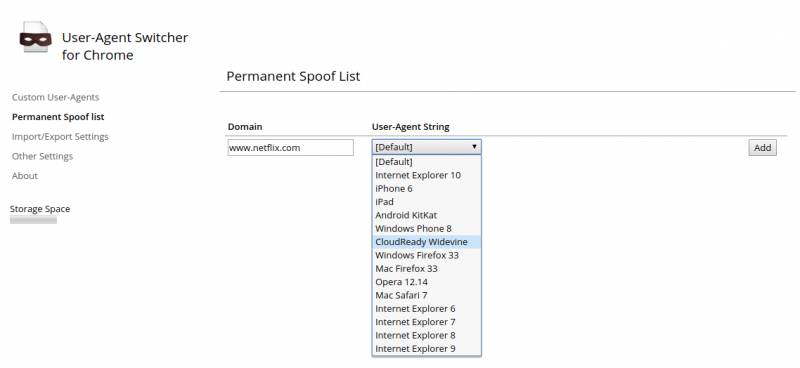 User-Agent Switcher
for Chrome
Permanent Spoof List
Custom User-Agents
Permanent Spoof list
Import/Export Settings
Other Settings
About
Storage Space
Domain User-Agent String
www.netflix.com [Default] Add
[Default]
Internet Explorer 10
iPhone 6
iPad
Android KitKat
Windows Phone 8
CloudReady Widevine
Windows Firefox 33
Mac Firefox 33
Opera 12.14
Mac Safari 7
Internet Explorer 6
Internet Explorer 7
Internet Explorer 8
Internet Explorer 9